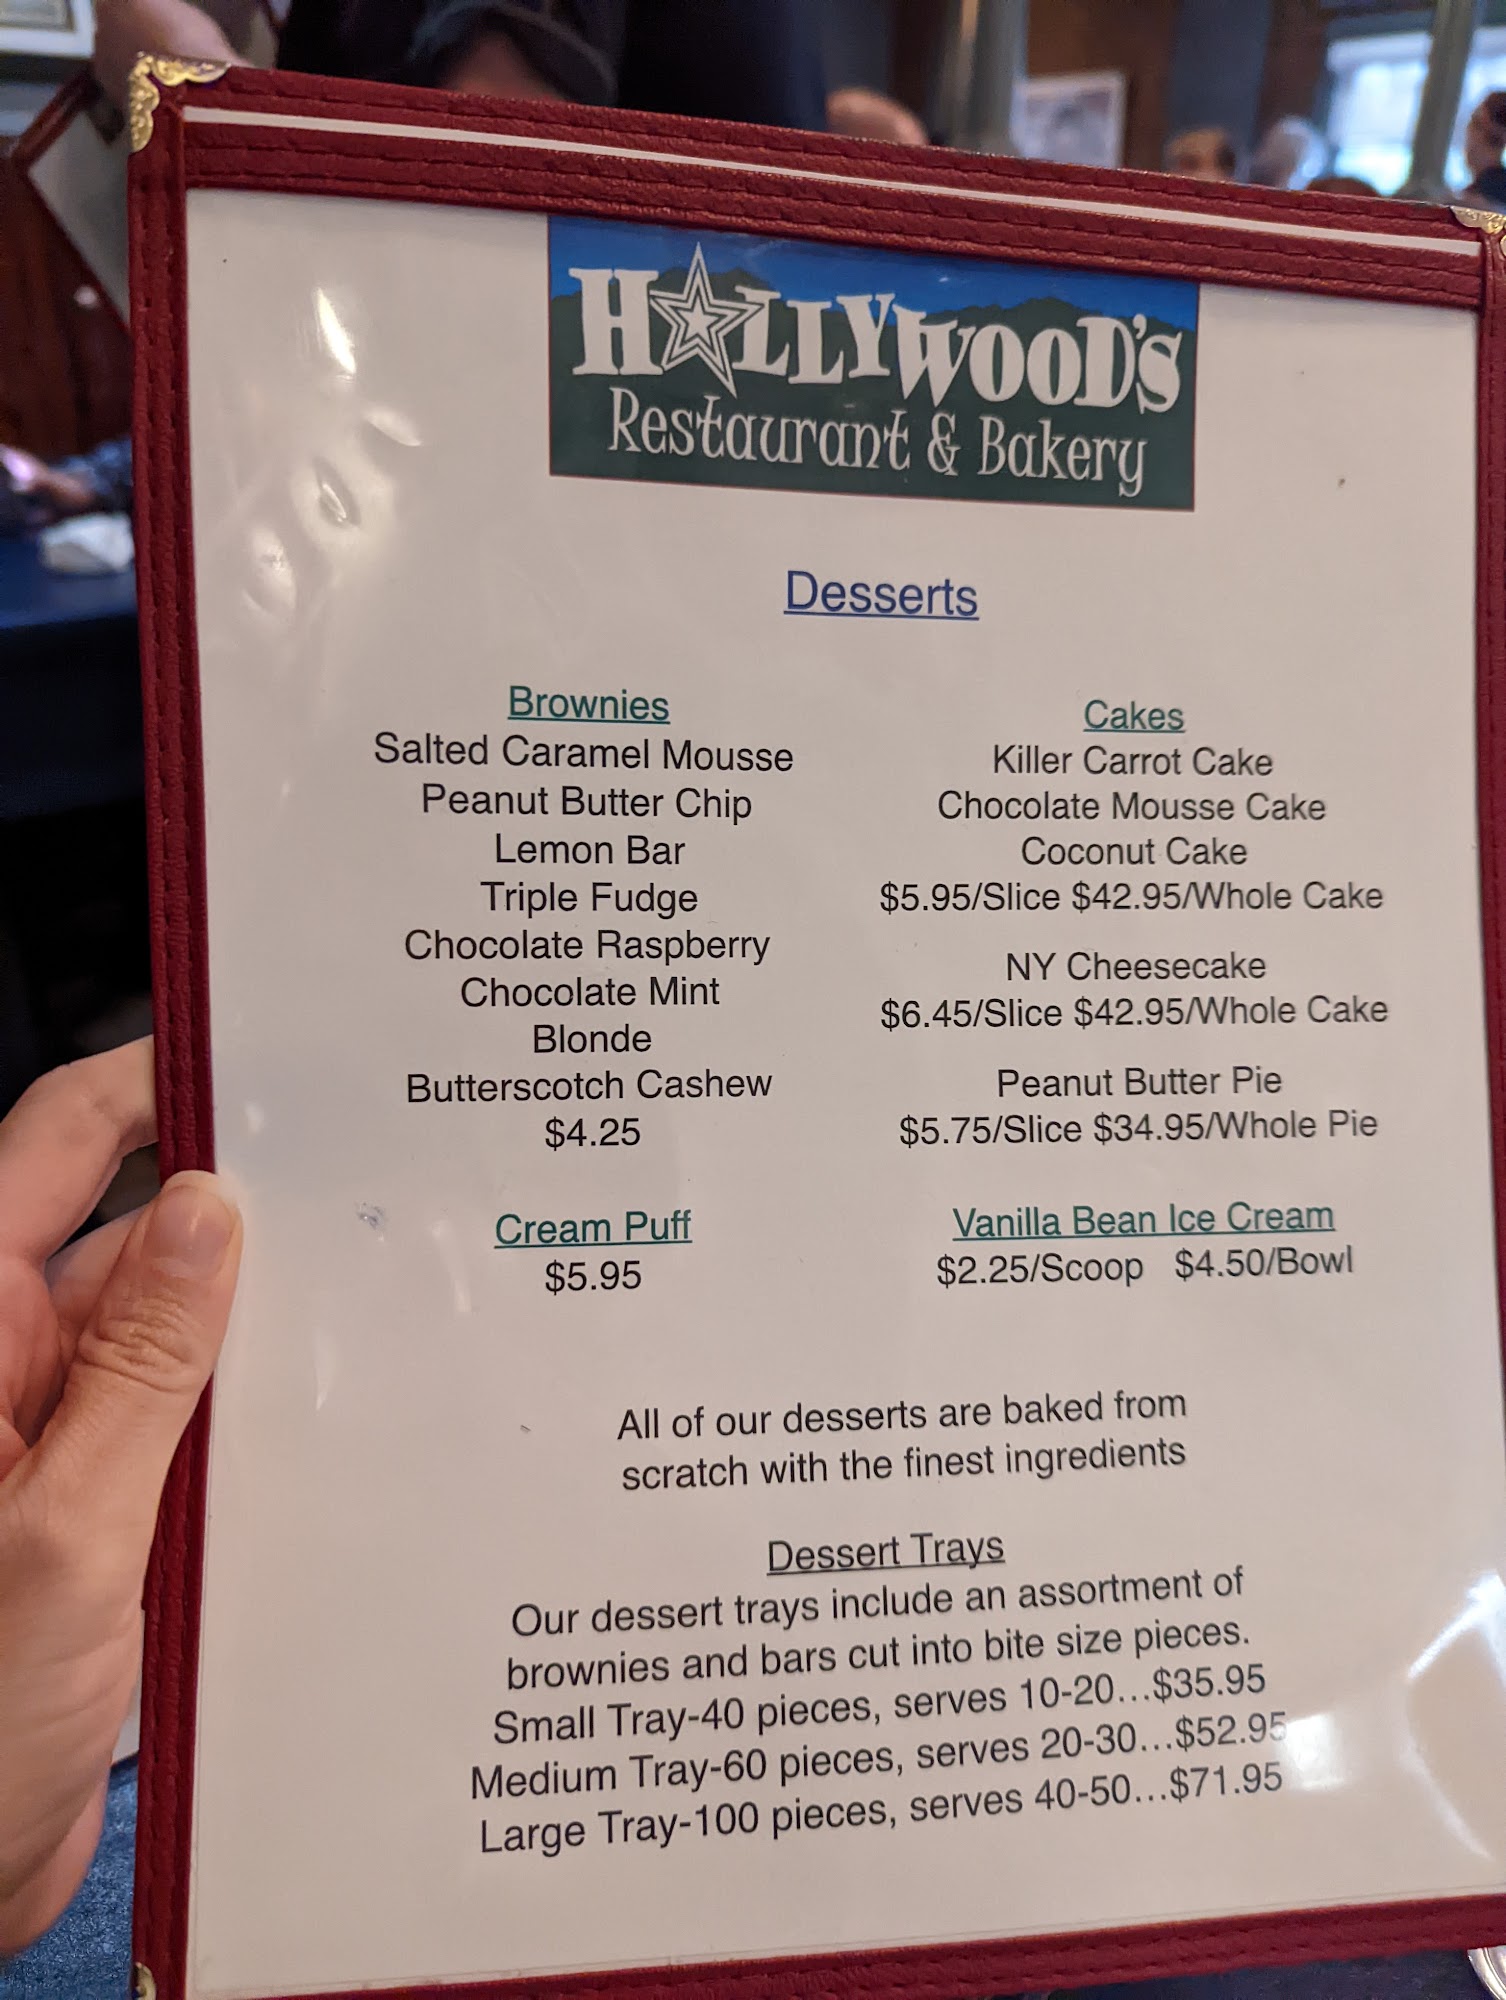 HOLLYWOOD'S
Restaurant & Bakery
Desserts
Brownies
Salted Caramel Mousse
Peanut Butter Chip
Lemon Bar
Triple Fudge
Chocolate Raspberry
Chocolate Mint
Blonde
Butterscotch Cashew
$4.25
Cream Puff
$5.95
Cakes
Killer Carrot Cake
Chocolate Mousse Cake
Coconut Cake
$5.95/Slice $42.95/Whole Cake
NY Cheesecake
$6.45/Slice $42.95/Whole Cake
Peanut Butter Pie
$5.75/Slice $34.95/Whole Pie
Vanilla Bean Ice Cream
$2.25/Scoop $4.50/Bowl
All of our desserts are baked from
scratch with the finest ingredients
Dessert Trays
Our dessert trays include an assortment of
brownies and bars cut into bite size pieces.
Small Tray-40 pieces, serves 10-20...$35.95
Medium Tray-60 pieces, serves 20-30...$52.95
Large Tray-100 pieces, serves 40-50...$71.95